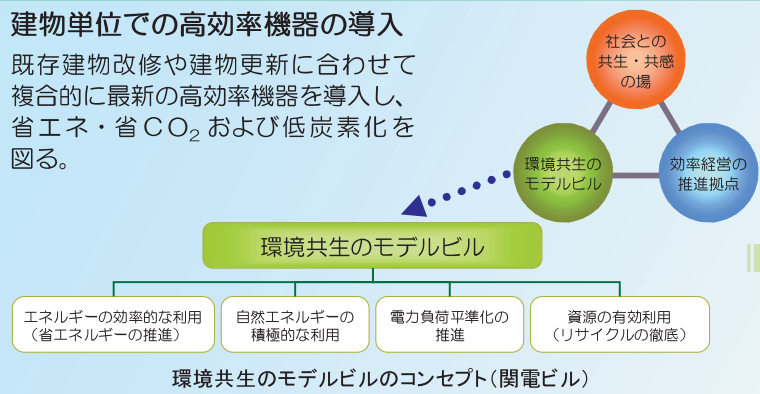 建物単位での高効率機器の導入
既存建物改修や建物更新に合わせて
複合的に最新の高効率機器を導入し、
省エネ・省CO₂および低炭素化を
図る。
社会との
共生・共感
の場
環境共生の
モデルビル
効率経営の
推進拠点
環境共生のモデルビル
エネルギーの効率的な利用
（省エネルギーの推進）
自然エネルギーの
積極的な利用
電力負荷平準化の
推進
資源の有効利用
（リサイクルの徹底）
環境共生のモデルビルのコンセプト（関電ビル）